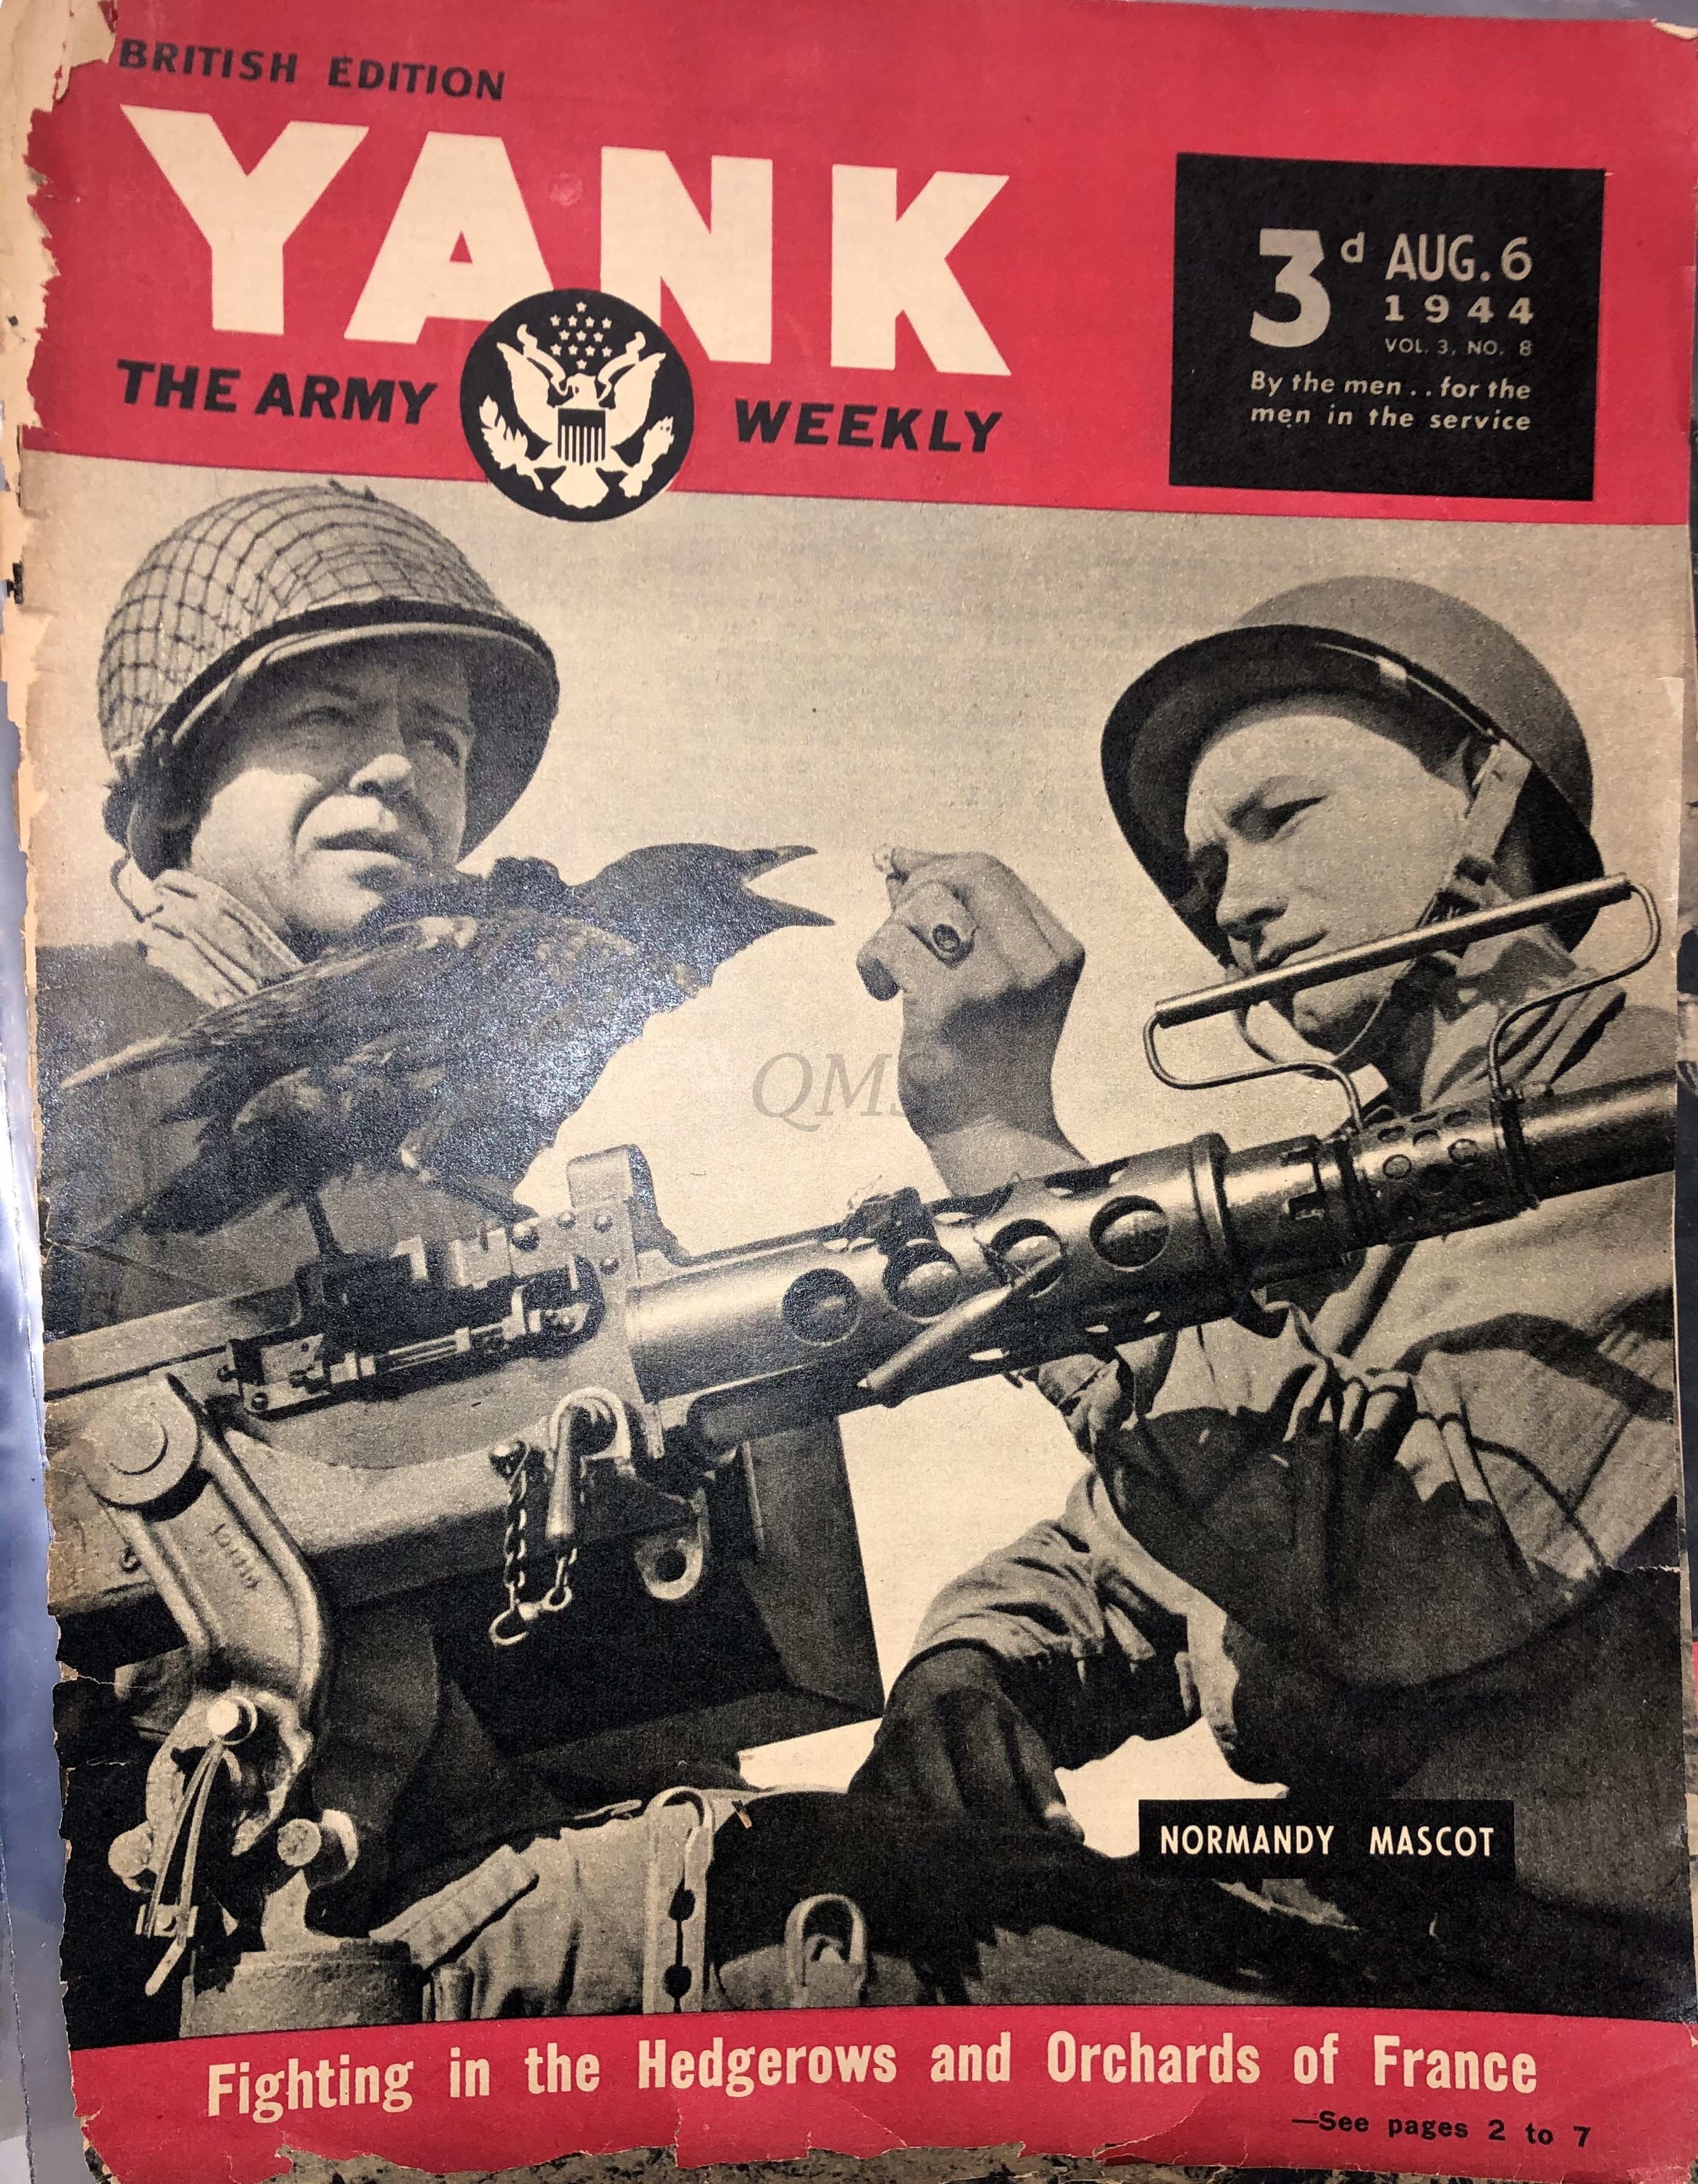 BRITISH EDITION
YANK
THE ARMY WEEKLY
3d AUG. 6
1944
VOL. 3, NO. 8
By the men . . for the
men in the service
QMS
NORMANDY MASCOT
Fighting in the Hedgerows and Orchards of France
—See pages 2 to 7